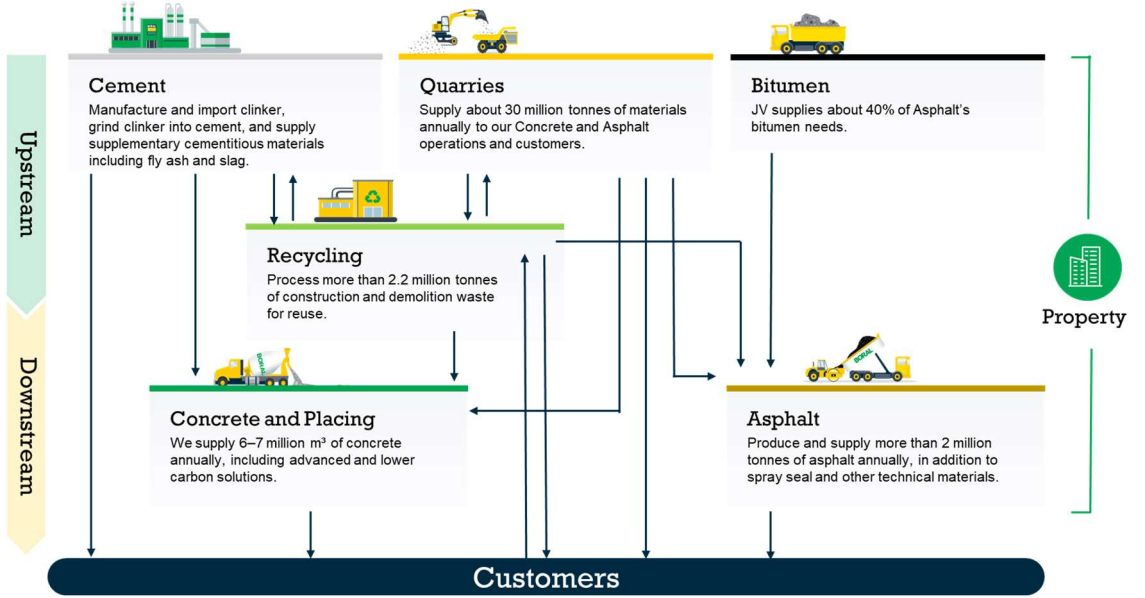 Upstream
Downstream
Cement
Manufacture and import clinker,
grind clinker into cement, and supply
supplementary cementitious materials
including fly ash and slag.
Quarries
Supply about 30 million tonnes of materials
annually to our Concrete and Asphalt
operations and customers.
Bitumen
JV supplies about 40% of Asphalt's
bitumen needs.
Recycling
Process more than 2.2 million tonnes
of construction and demolition waste
for reuse.
Property
BORAL
Concrete and Placing
We supply 6–7 million m³ of concrete
annually, including advanced and lower
carbon solutions.
BORAL
Asphalt
Produce and supply more than 2 million
tonnes of asphalt annually, in addition to
spray seal and other technical materials.
Customers